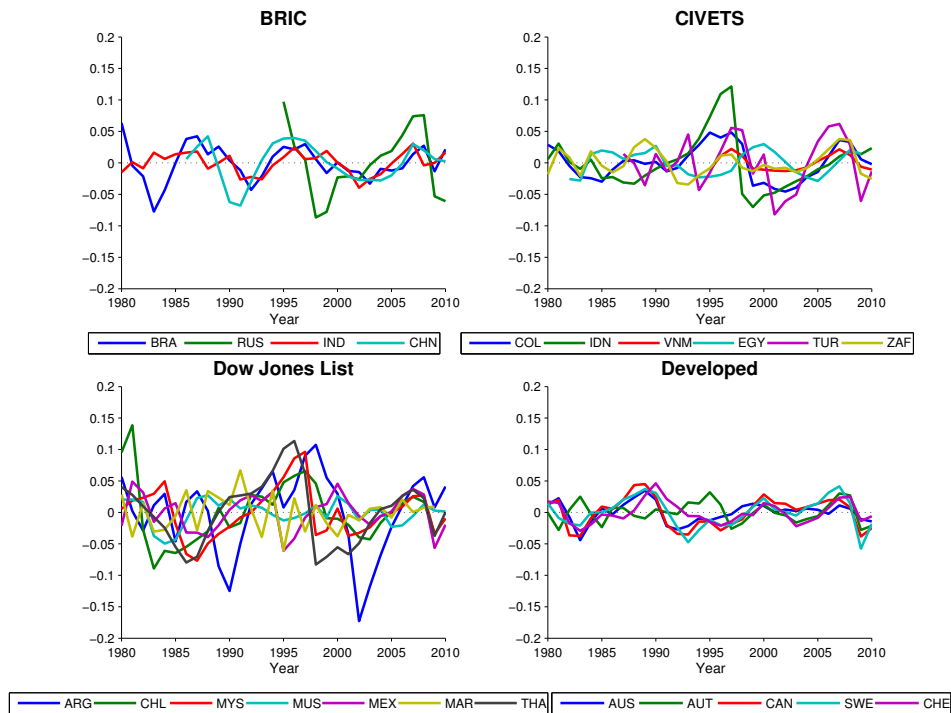 BRIC
0.2
0.15
0.1
0.05
0
−0.05
−0.1
−0.15
−0.2
1980 1985 1990 1995 2000 2005 2010
Year
BRA RUS IND CHN
CIVETS
0.2
0.15
0.1
0.05
0
−0.05
−0.1
−0.15
−0.2
1980 1985 1990 1995 2000 2005 2010
Year
COL IDN VNM EGY TUR ZAF
Dow Jones List
0.2
0.15
0.1
0.05
0
−0.05
−0.1
−0.15
−0.2
1980 1985 1990 1995 2000 2005 2010
Year
ARG CHL MYS MUS MEX MAR THA
Developed
0.2
0.15
0.1
0.05
0
−0.05
−0.1
−0.15
−0.2
1980 1985 1990 1995 2000 2005 2010
Year
AUS AUT CAN SWE CHE